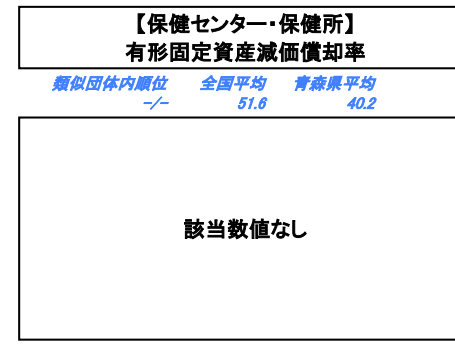 【保健センター・保健所】
有形固定資産減価償却率
類似団体内順位 全国平均 青森県平均
-/- 51.6 40.2
該当数値なし